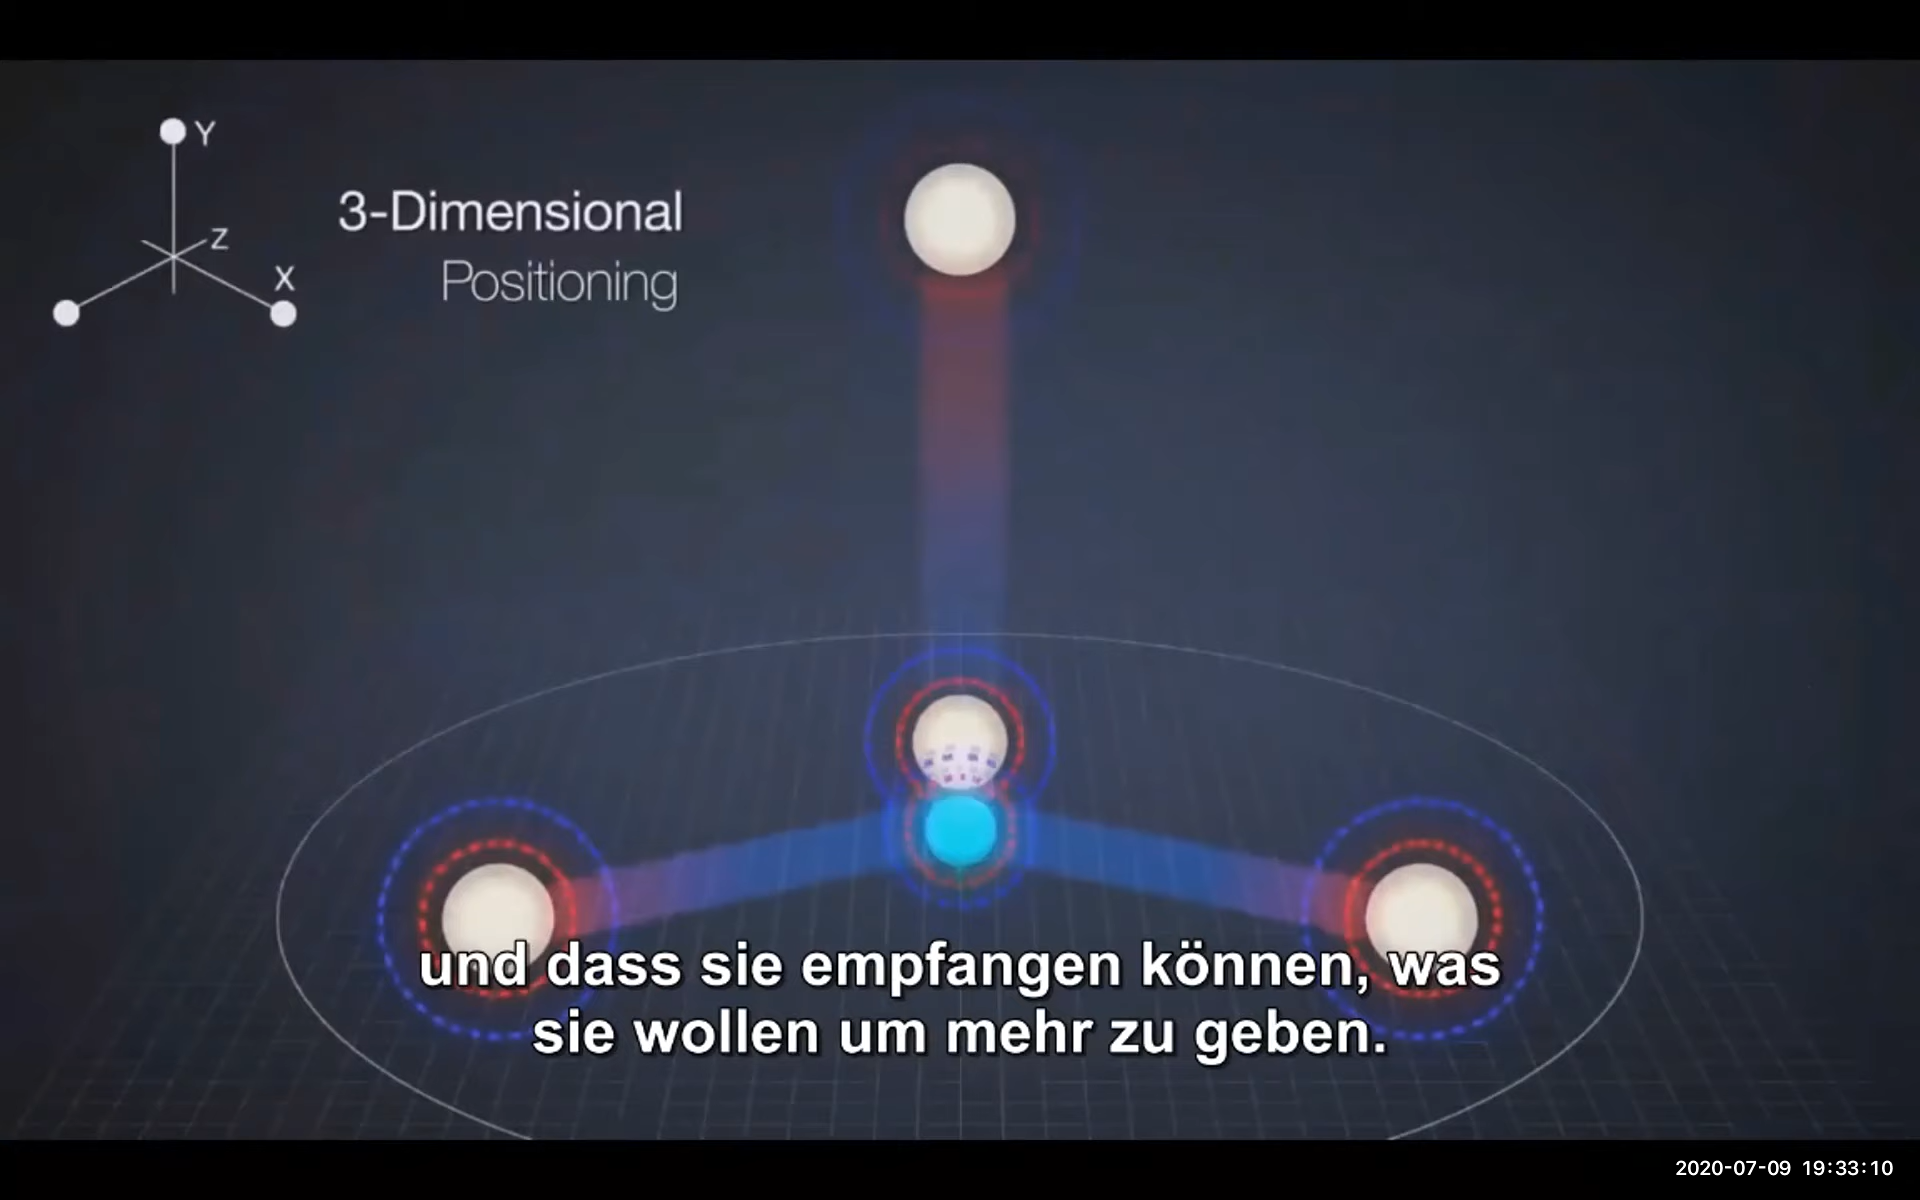 Y
Z
X
3-Dimensional
Positioning
und dass sie empfangen können, was
sie wollen um mehr zu geben.
2020-07-09 19:33:10